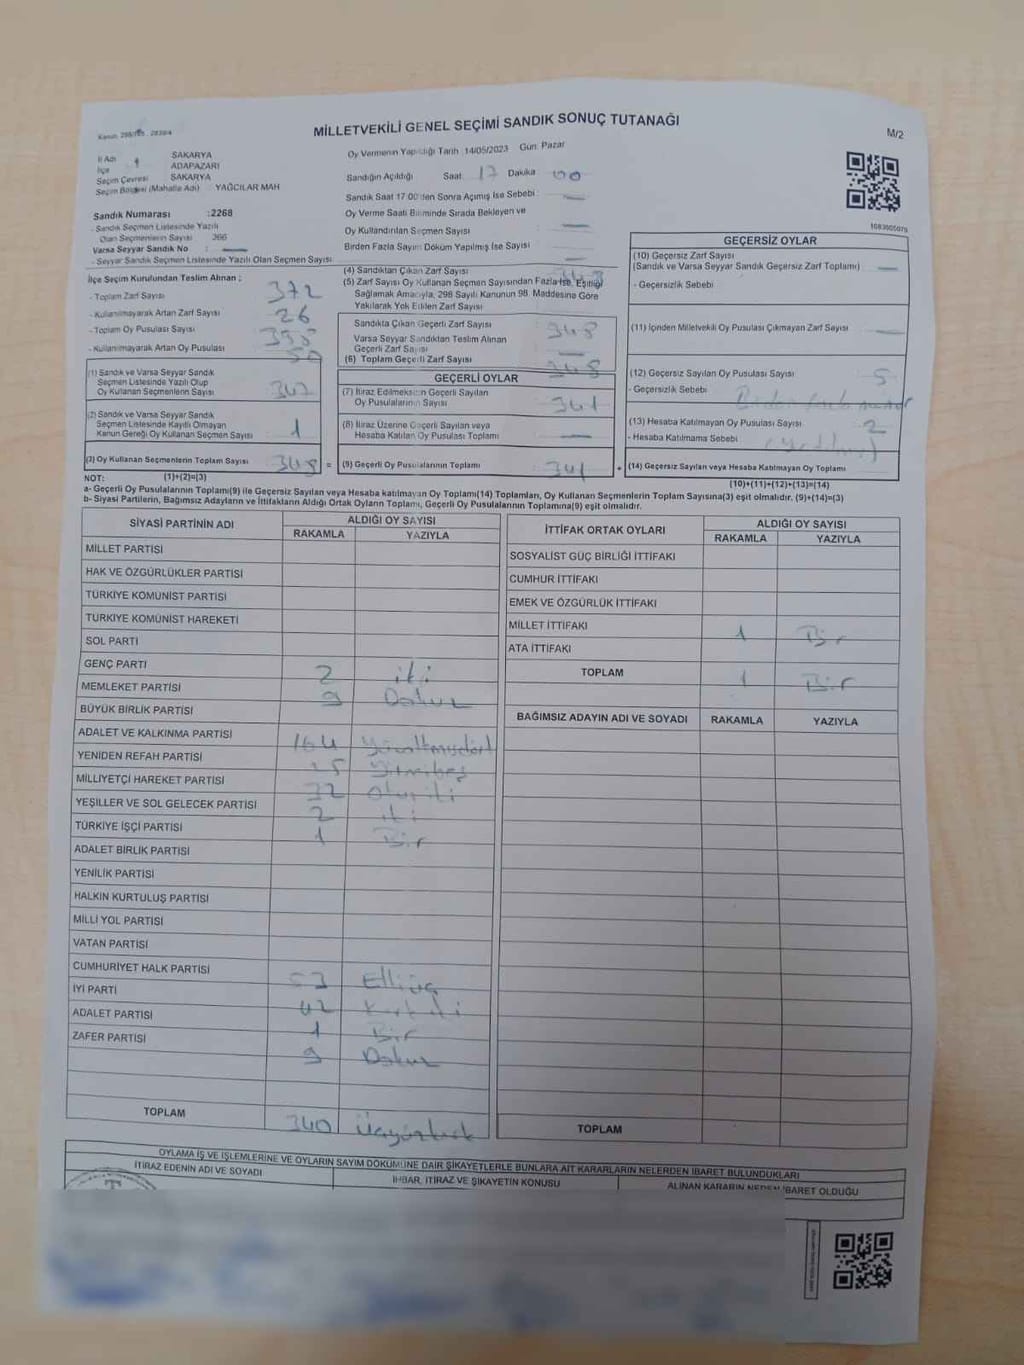 MİLLETVEKİLİ GENEL SEÇİMİ SANDIK SONUÇ TUTANAĞI
M/2
İl Adı SAKARYA
İlçe ADAPAZARI
Seçim Çevresi SAKARYA
Seçim Bölgesi (Mahalle Adı) YAĞCILAR MAH
Sandık Numarası :2268
- Sandık Seçmen Listesinde Yazılı
Olan Seçmenlerin Sayısı 366
Varsa Seyyar Sandık No :
- Seyyar Sandık Seçmen Listesinde Yazılı Olan Seçmen Sayısı
Oy Vermenin Yapıldığı Tarih :14/05/2023 Gün: Pazar
Sandığın Açıldığı Saat 17 Dakika 00
Sandık Saat 17:00'den Sonra Açımış İse Sebebi :
Oy Verme Saati Bitiminde Sırada Bekleyen ve
Oy Kullandırılan Seçmen Sayısı
Birden Fazla Sayım Döküm Yapılmış İse Sayısı
İlçe Seçim Kurulundan Teslim Alınan ;
- Toplam Zarf Sayısı 372
- Kullanılmayarak Artan Zarf Sayısı 26
- Toplam Oy Pusulası Sayısı
- Kullanılmayarak Artan Oy Pusulası
(1) Sandık ve Varsa Seyyar Sandık
Seçmen Listesinde Yazılı Olup
Oy Kullanan Seçmenlerin Sayısı 347
(2) Sandık ve Varsa Seyyar Sandık
Seçmen Listesinde Kayıtlı Olmayan
Kanun Gereği Oy Kullanan Seçmen Sayısı 1
(3) Oy Kullanan Seçmenlerin Toplam Sayısı 348
(4) Sandıktan Çıkan Zarf Sayısı 348
(5) Zarf Sayısı Oy Kullanan Seçmen Sayısından Fazla İse, Eşitliği
Sağlamak Amacıyla, 298 Sayılı Kanunun 98. Maddesine Göre
Yakılarak Yok Edilen Zarf Sayısı
Sandıkta Çıkan Geçerli Zarf Sayısı 348
Varsa Seyyar Sandıktan Teslim Alınan
Geçerli Zarf Sayısı
(6) Toplam Geçerli Zarf Sayısı 348
GEÇERLİ OYLAR
(7) İtiraz Edilmeksizin Geçerli Sayılan
Oy Pusulalarının Sayısı 341
(8) İtiraz Üzerine Geçerli Sayılan veya
Hesaba Katılan Oy Pusulası Toplamı
= (9) Geçerli Oy Pusulalarının Toplamı 341
1083005075
GEÇERSİZ OYLAR
(10) Geçersiz Zarf Sayısı
(Sandık ve Varsa Seyyar Sandık Geçersiz Zarf Toplamı)
- Geçersizlik Sebebi
(11) İçinden Milletvekili Oy Pusulası Çıkmayan Zarf Sayısı
(12) Geçersiz Sayılan Oy Pusulası Sayısı 5
- Geçersizlik Sebebi Birden fazla mühür
(13) Hesaba Katılmayan Oy Pusulası Sayısı 2
- Hesaba Katılmama Sebebi
+ (14) Geçersiz Sayılan veya Hesaba Katılmayan Oy Toplamı
NOT: (1)+(2)=(3)
(10)+(11)+(12)+(13)=(14)
a- Geçerli Oy Pusulalarının Toplamı(9) ile Geçersiz Sayılan veya Hesaba katılmayan Oy Toplamı(14) Toplamları, Oy Kullanan Seçmenlerin Toplam Sayısına(3) eşit olmalıdır. (9)+(14)=(3)
b- Siyasi Partilerin, Bağımsız Adayların ve İttifakların Aldığı Ortak Oyların Toplamı, Geçerli Oy Pusulalarının Toplamına(9) eşit olmalıdır.
SİYASİ PARTİNİN ADI ALDIĞI OY SAYISI
RAKAMLA YAZIYLA
MİLLET PARTİSİ
HAK VE ÖZGÜRLÜKLER PARTİSİ
TÜRKİYE KOMÜNİST PARTİSİ
TÜRKİYE KOMÜNİST HAREKETİ
SOL PARTİ
GENÇ PARTİ 2 iki
MEMLEKET PARTİSİ 9 Dokuz
BÜYÜK BİRLİK PARTİSİ
ADALET VE KALKINMA PARTİSİ 164 Yüzaltmışdört
YENİDEN REFAH PARTİSİ 25 Yirmibeş
MİLLİYETÇİ HAREKET PARTİSİ 32 Otuziki
YEŞİLLER VE SOL GELECEK PARTİSİ 2 iki
TÜRKİYE İŞÇİ PARTİSİ 1 Bir
ADALET BİRLİK PARTİSİ
YENİLİK PARTİSİ
HALKIN KURTULUŞ PARTİSİ
MİLLİ YOL PARTİSİ
VATAN PARTİSİ
CUMHURİYET HALK PARTİSİ 53 Elliüç
İYİ PARTİ 42 Kırkiki
ADALET PARTİSİ 1 Bir
ZAFER PARTİSİ 9 Dokuz
TOPLAM 340 Üçyüzkırk
İTTİFAK ORTAK OYLARI ALDIĞI OY SAYISI
RAKAMLA YAZIYLA
SOSYALİST GÜÇ BİRLİĞİ İTTİFAKI
CUMHUR İTTİFAKI
EMEK VE ÖZGÜRLÜK İTTİFAKI
MİLLET İTTİFAKI 1 Bir
ATA İTTİFAKI
TOPLAM 1 Bir
BAĞIMSIZ ADAYIN ADI VE SOYADI RAKAMLA YAZIYLA
TOPLAM
OYLAMA İŞ VE İŞLEMLERİNE VE OYLARIN SAYIM DÖKÜMÜNE DAİR ŞİKAYETLERLE BUNLARA AİT KARARLARIN NELERDEN İBARET BULUNDUKLARI
İTİRAZ EDENİN ADI VE SOYADI İHBAR, İTİRAZ VE ŞİKAYETİN KONUSU ALINAN KARARIN NEDEN İBARET OLDUĞU